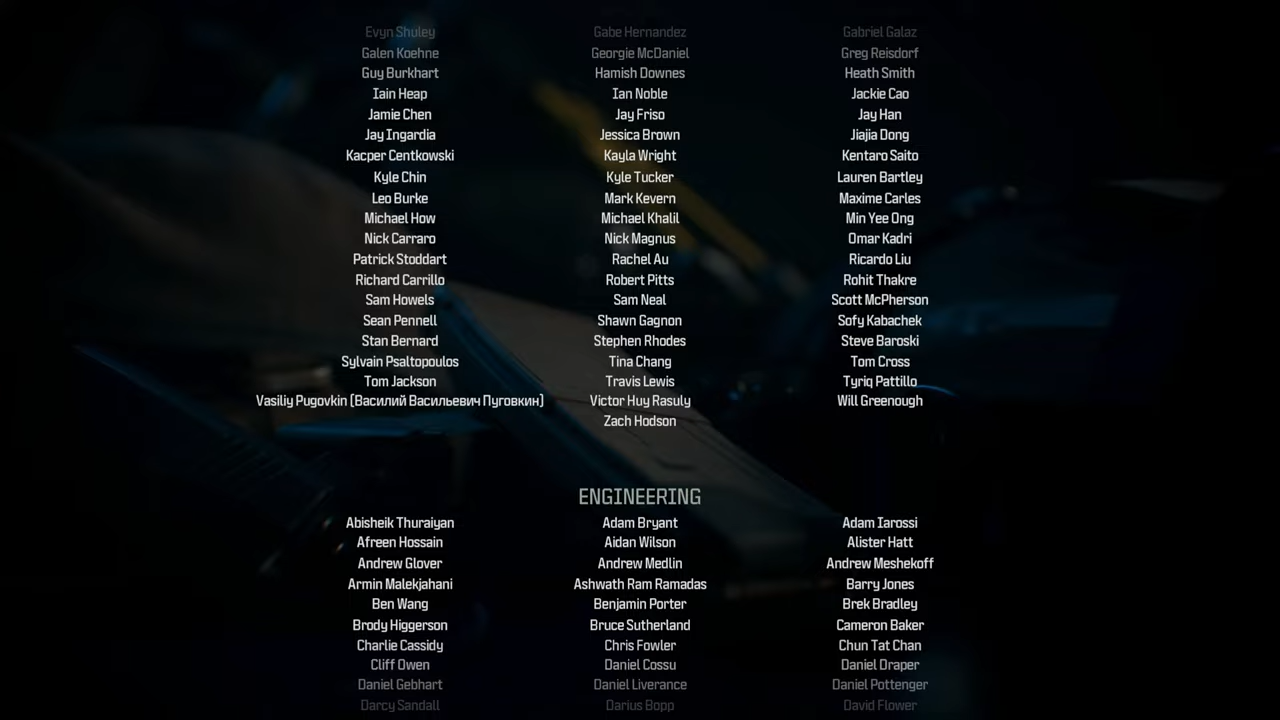 Evyn Shuley Gabe Hernandez Gabriel Galaz
Galen Koehne Georgie McDaniel Greg Reisdorf
Guy Burkhart Hamish Downes Heath Smith
Iain Heap Ian Noble Jackie Cao
Jamie Chen Jay Friso Jay Han
Jay Ingardia Jessica Brown Jiajia Dong
Kacper Centkowski Kayla Wright Kentaro Saito
Kyle Chin Kyle Tucker Lauren Bartley
Leo Burke Mark Kevern Maxime Carles
Michael How Michael Khalil Min Yee Ong
Nick Carraro Nick Magnus Omar Kadri
Patrick Stoddart Rachel Au Ricardo Liu
Richard Carrillo Robert Pitts Rohit Thakre
Sam Howels Sam Neal Scott McPherson
Sean Pennell Shawn Gagnon Sofy Kabachek
Stan Bernard Stephen Rhodes Steve Baroski
Sylvain Psaltopoulos Tina Chang Tom Cross
Tom Jackson Travis Lewis Tyriq Pattillo
Vasiliy Pugovkin (Василий Васильевич Пуговкин) Victor Huy Rasuly Will Greenough
Zach Hodson
ENGINEERING
Abisheik Thuraiyan Adam Bryant Adam Iarossi
Afreen Hossain Aidan Wilson Alister Hatt
Andrew Glover Andrew Medlin Andrew Meshekoff
Armin Malekjahani Ashwath Ram Ramadas Barry Jones
Ben Wang Benjamin Porter Brek Bradley
Brody Higgerson Bruce Sutherland Cameron Baker
Charlie Cassidy Chris Fowler Chun Tat Chan
Cliff Owen Daniel Cossu Daniel Draper
Daniel Gebhart Daniel Liverance Daniel Pottenger
Darcy Sandall Darius Bopp David Flower